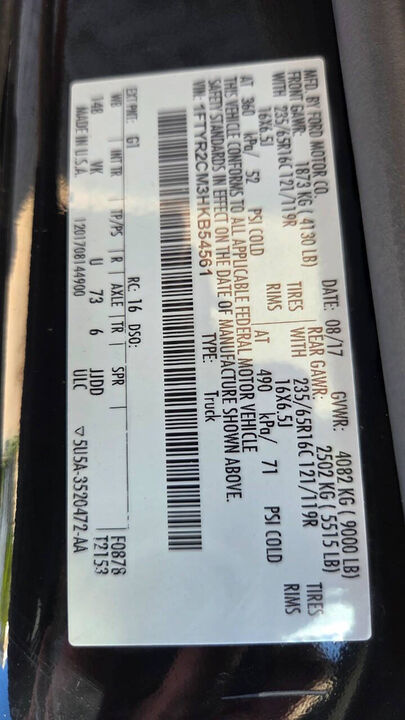 MFD. BY FORD MOTOR CO.
DATE: 08/17 GVWR: 4082 KG ( 9000 LB)
FRONT GAWR: 1873 KG ( 4130 LB) REAR GAWR: 2502 KG ( 5515 LB)
WITH 235/65R16C 121/119R TIRES WITH 235/65R16C 121/119R TIRES
16X6.5J RIMS 16X6.5J RIMS
AT 360 kPa/ 52 PSI COLD AT 490 kPa/ 71 PSI COLD
THIS VEHICLE CONFORMS TO ALL APPLICABLE FEDERAL MOTOR VEHICLE
SAFETY STANDARDS IN EFFECT ON THE DATE OF MANUFACTURE SHOWN ABOVE.
VIN: 1FTYR2CM3HKB54561 TYPE: Truck
EXT PNT: G1 RC: 16 DSO: F0878
WB INT TR TP/PS R AXLE TR SPR T2153
148 VK U 73 6 JJDD
MADE IN U.S.A. 1201708144900 ULC ▽5U5A-3520472-AA